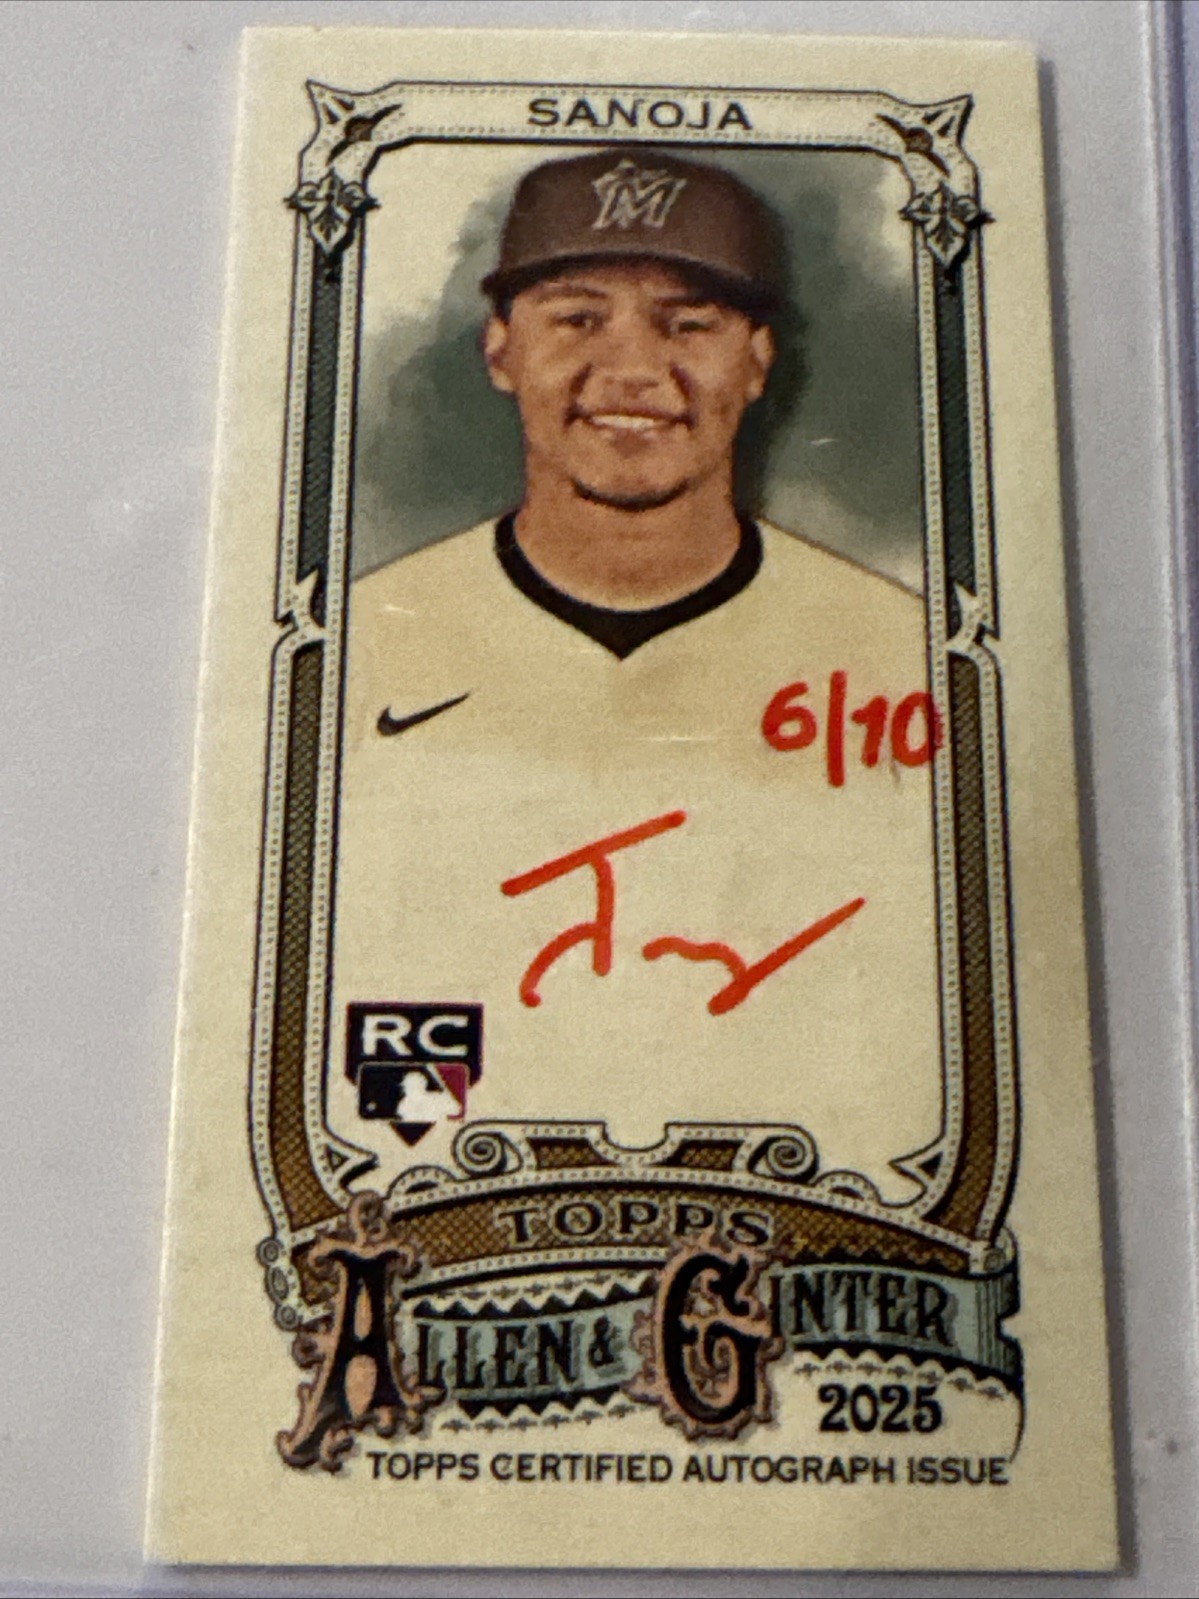 SANOJA
M
6/10
RC
TOPPS
ALLEN & GINTER
2025
TOPPS CERTIFIED AUTOGRAPH ISSUE